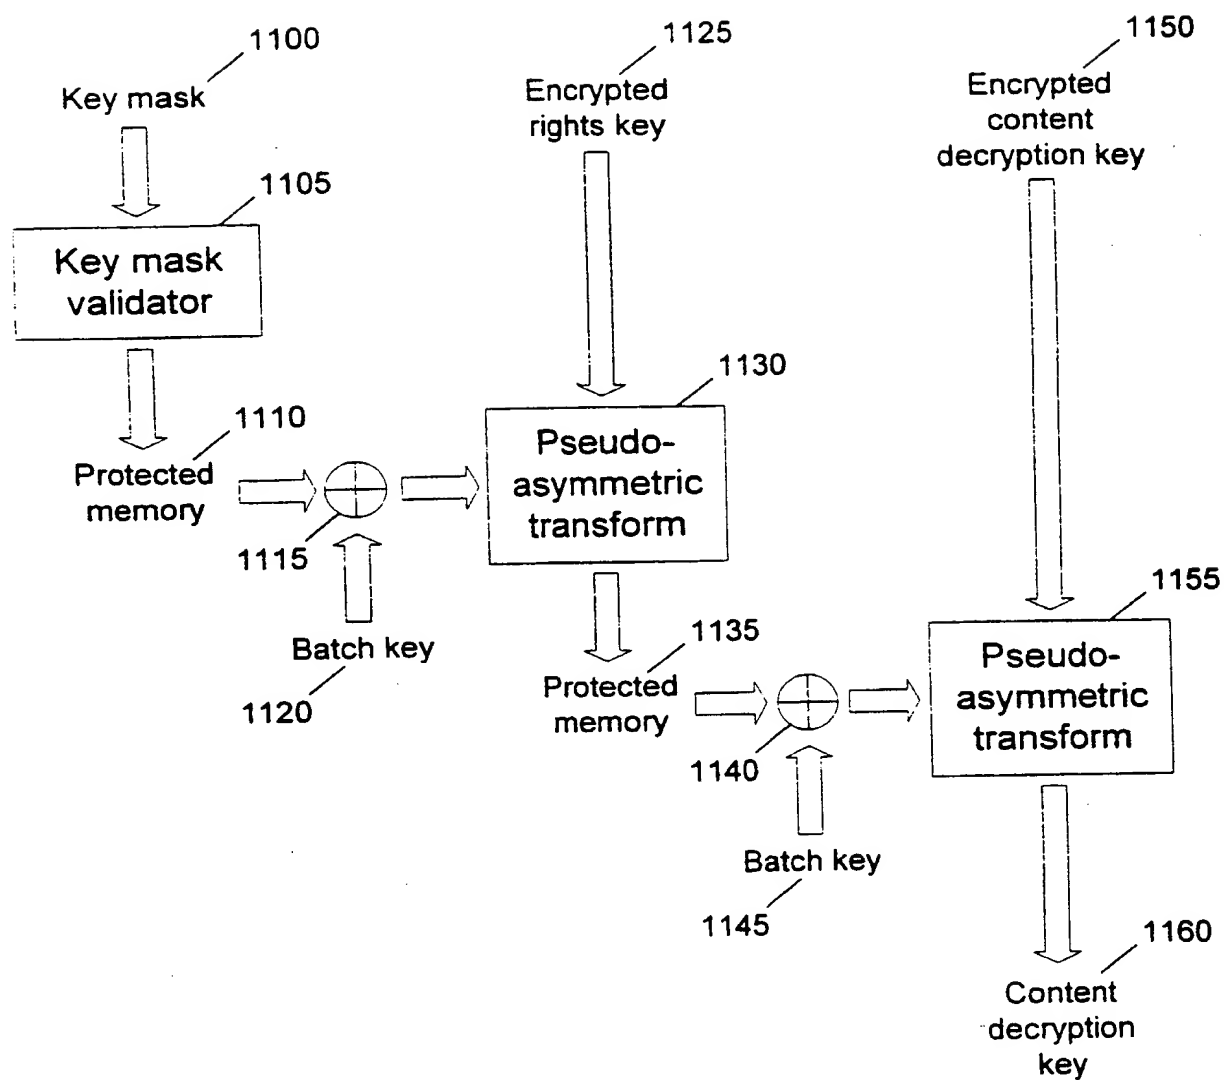 1100
Key mask
1105
Key mask
validator
1110
Protected
memory
1115
Batch key
1120
1125
Encrypted
rights key
1130
Pseudo-
asymmetric
transform
1135
Protected
memory
1140
Batch key
1145
1150
Encrypted
content
decryption key
1155
Pseudo-
asymmetric
transform
1160
Content
decryption
key